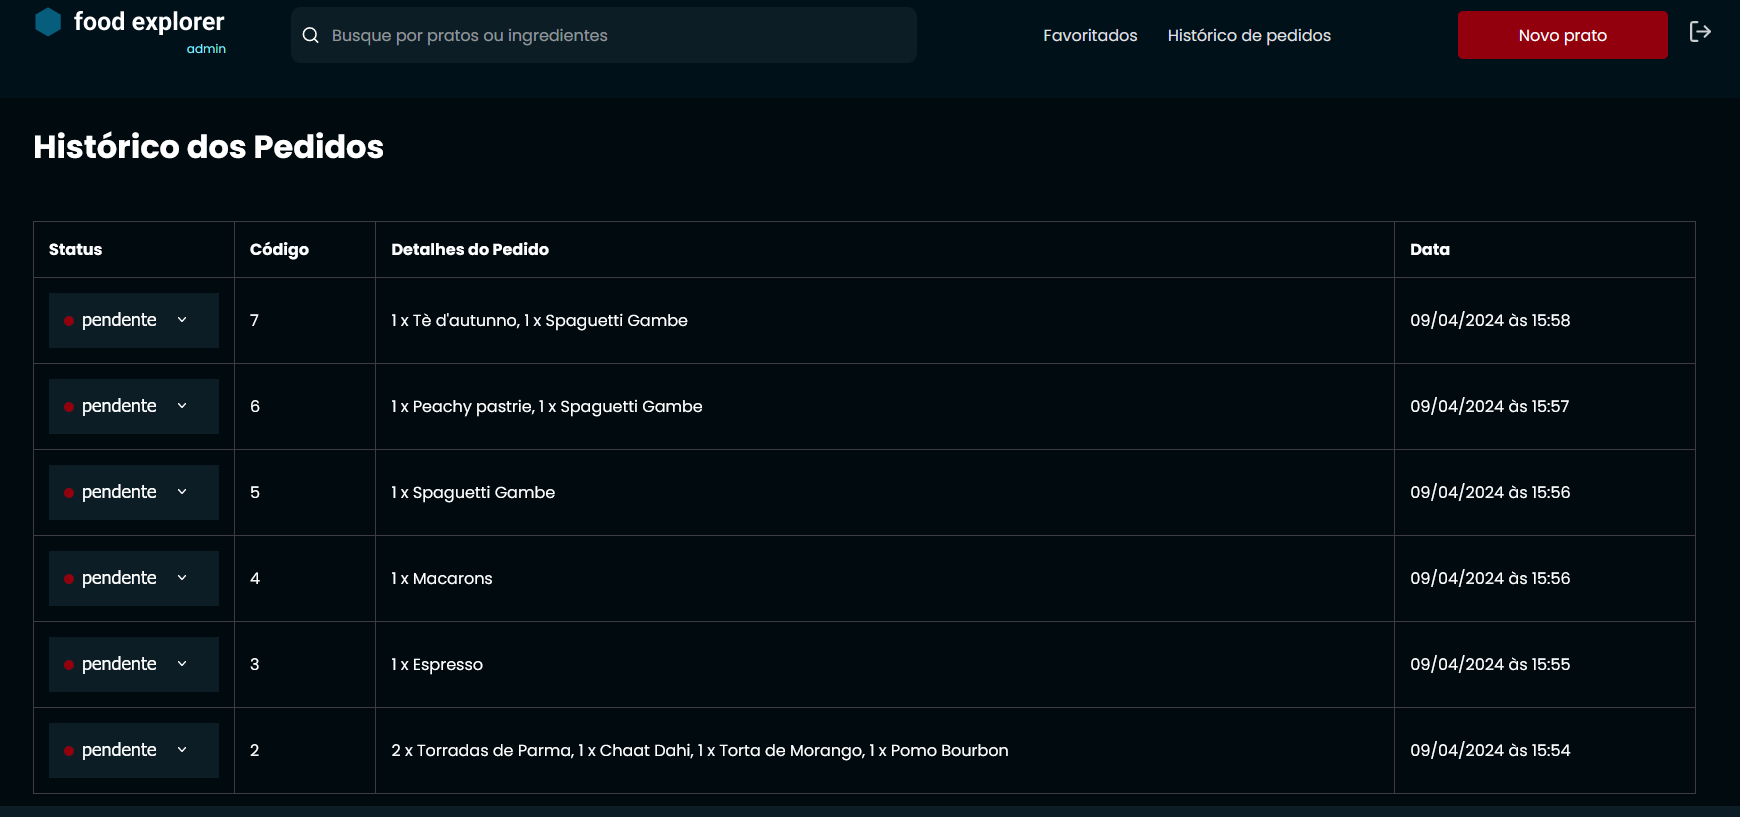 food explorer
admin
Busque por pratos ou ingredientes
Favoritados
Histórico de pedidos
Novo prato
Histórico dos Pedidos
Status Código Detalhes do Pedido Data
pendente 7 1 x Tè d'autunno, 1 x Spaguetti Gambe 09/04/2024 às 15:58
pendente 6 1 x Peachy pastrie, 1 x Spaguetti Gambe 09/04/2024 às 15:57
pendente 5 1 x Spaguetti Gambe 09/04/2024 às 15:56
pendente 4 1 x Macarons 09/04/2024 às 15:56
pendente 3 1 x Espresso 09/04/2024 às 15:55
pendente 2 2 x Torradas de Parma, 1 x Chaat Dahi, 1 x Torta de Morango, 1 x Pomo Bourbon 09/04/2024 às 15:54